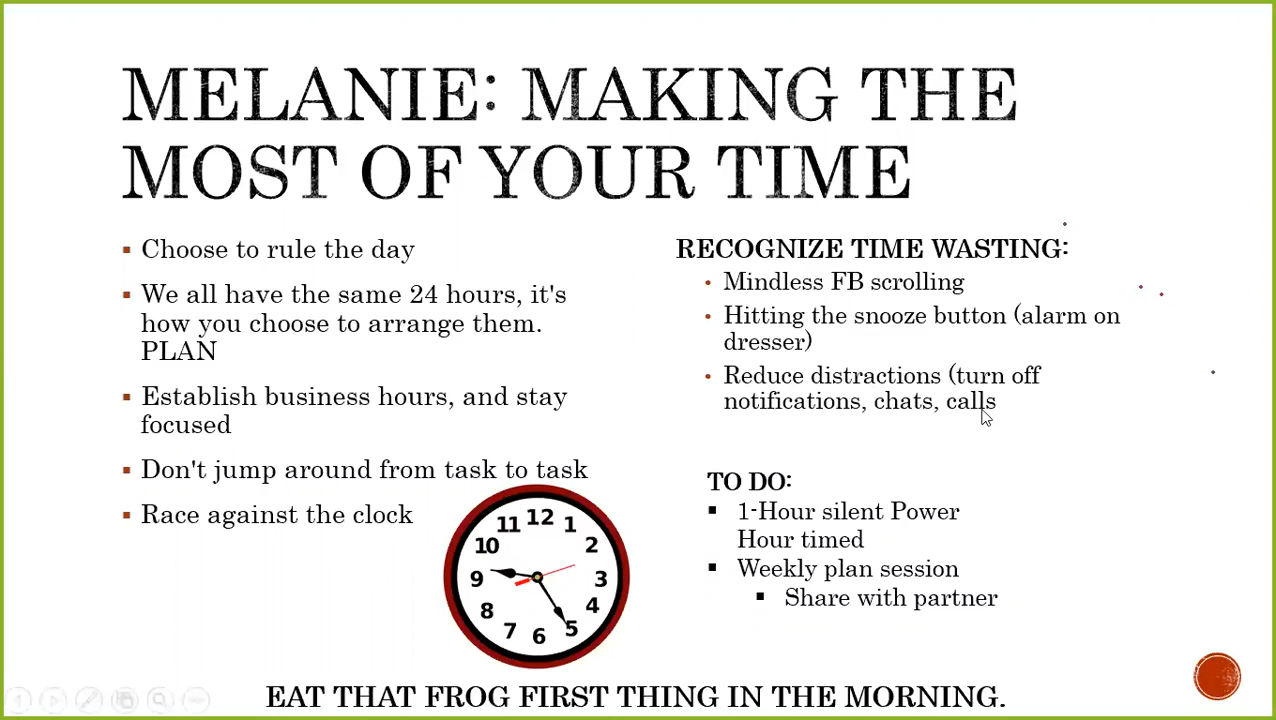 MELANIE: MAKING THE
MOST OF YOUR TIME
Choose to rule the day
We all have the same 24 hours, it's
how you choose to arrange them.
PLAN
Establish business hours, and stay
focused
Don't jump around from task to task
Race against the clock
RECOGNIZE TIME WASTING:
Mindless FB scrolling
Hitting the snooze button (alarm on
dresser)
Reduce distractions (turn off
notifications, chats, calls
TO DO:
1-Hour silent Power
Hour timed
Weekly plan session
Share with partner
12
11 1
10 2
9 3
8 4
7 5
6
EAT THAT FROG FIRST THING IN THE MORNING.